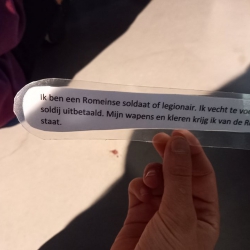 Ik ben een Romeinse soldaat of legionair. Ik vecht te vo
soldij uitbetaald. Mijn wapens en kleren krijg ik van de R
staat.